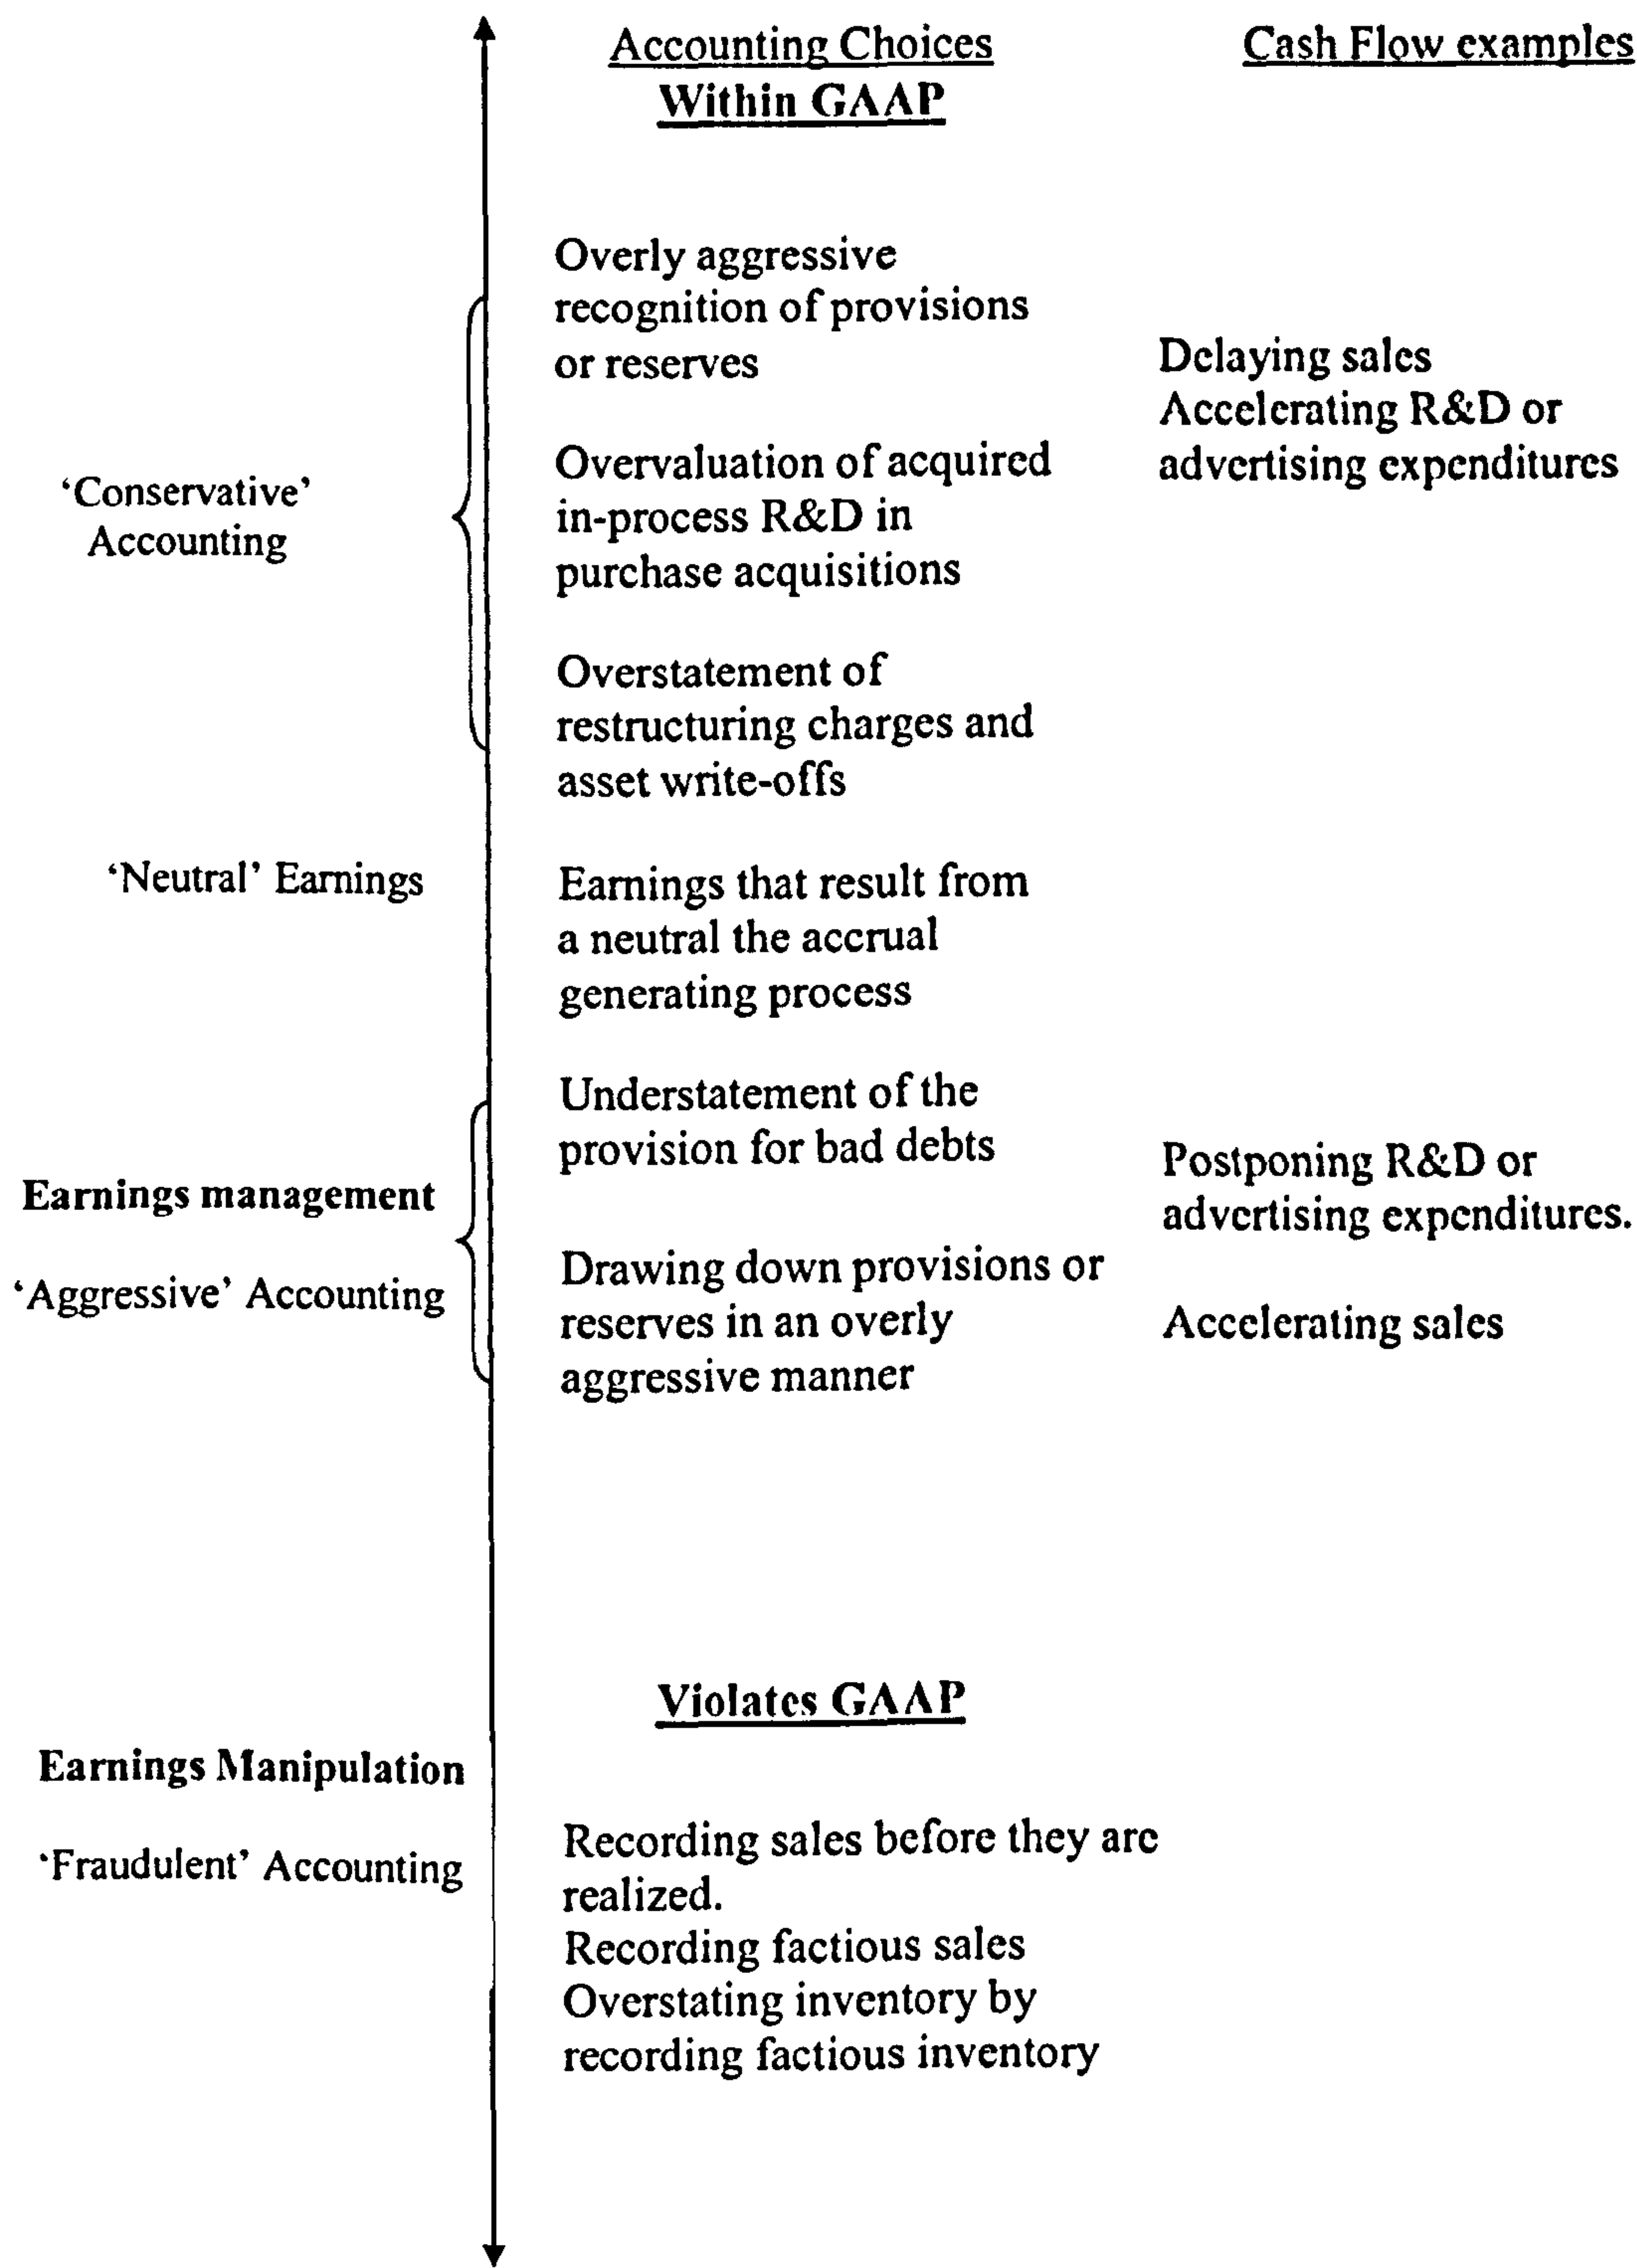 Accounting Choices
Within GAAP
Cash Flow examples
Overly aggressive
recognition of provisions
or reserves
Delaying sales
Accelerating R&D or
advertising expenditures
'Conservative'
Accounting
Overvaluation of acquired
in-process R&D in
purchase acquisitions
Overstatement of
restructuring charges and
asset write-offs
'Neutral' Earnings
Earnings that result from
a neutral the accrual
generating process
Earnings management
'Aggressive' Accounting
Understatement of the
provision for bad debts
Drawing down provisions or
reserves in an overly
aggressive manner
Postponing R&D or
advertising expenditures.
Accelerating sales
Violates GAAP
Earnings Manipulation
'Fraudulent' Accounting
Recording sales before they are
realized.
Recording factious sales
Overstating inventory by
recording factious inventory